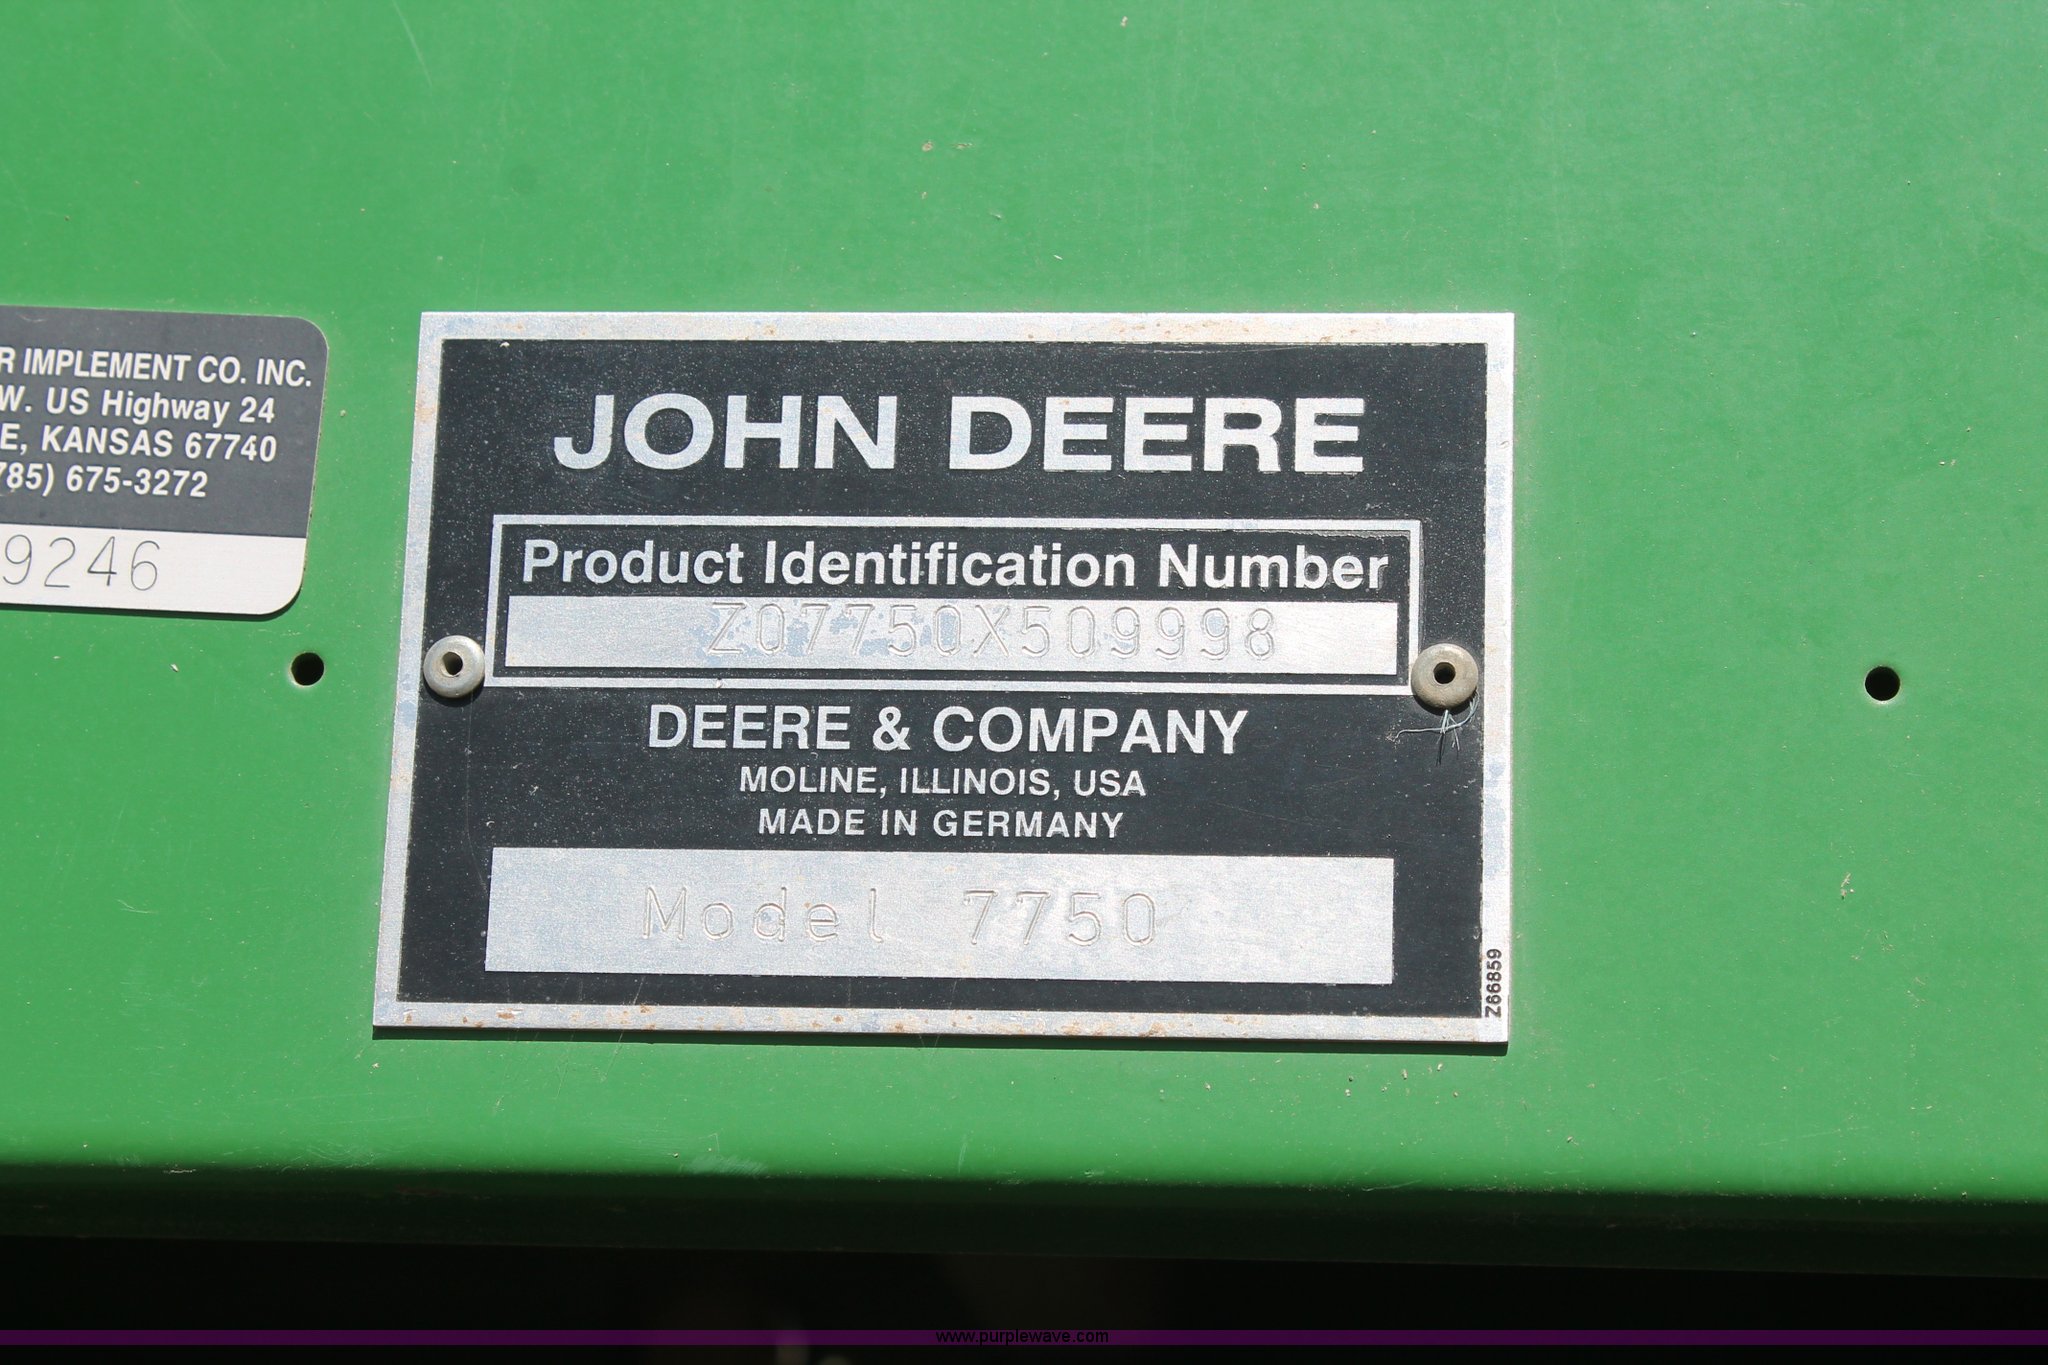 R IMPLEMENT CO. INC.
W. US Highway 24
E, KANSAS 67740
785) 675-3272
9246
JOHN DEERE
Product Identification Number
Z07750X509998
DEERE & COMPANY
MOLINE, ILLINOIS, USA
MADE IN GERMANY
Model 7750
Z66859
www.purplewave.com